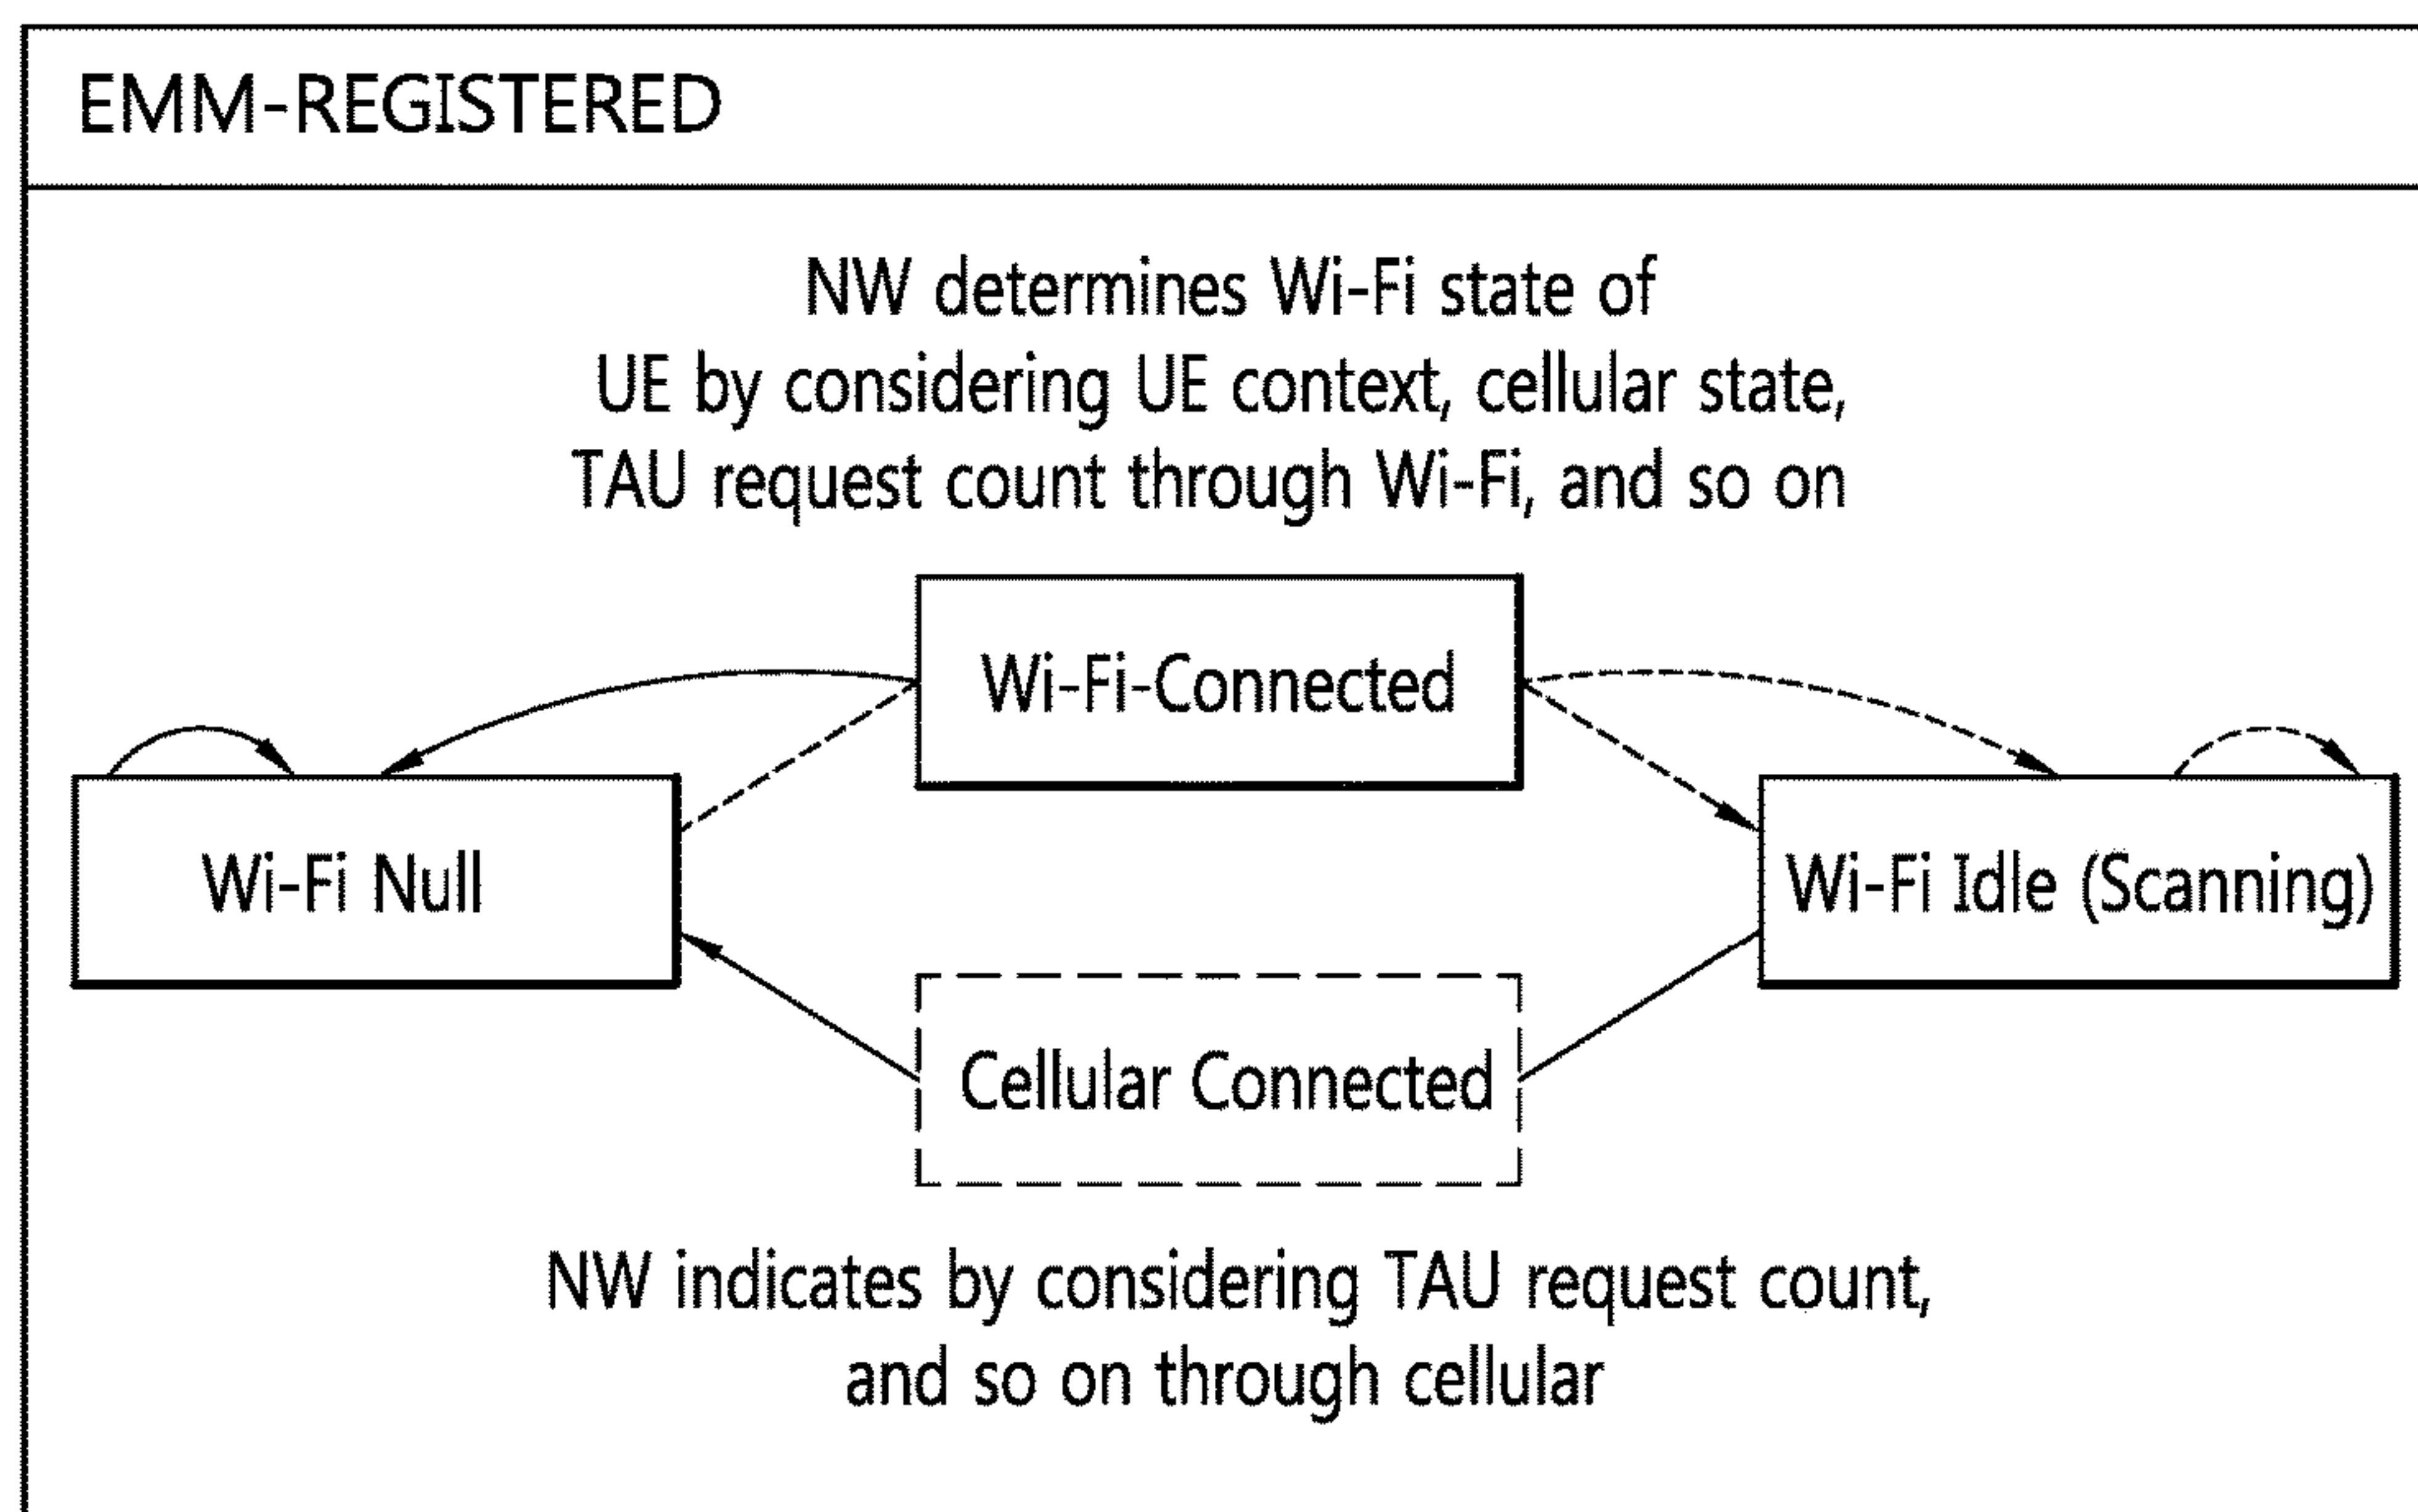 EMM-REGISTERED
NW determines Wi-Fi state of
UE by considering UE context, cellular state,
TAU request count through Wi-Fi, and so on
Wi-Fi-Connected
Wi-Fi Null
Wi-Fi Idle (Scanning)
Cellular Connected
NW indicates by considering TAU request count,
and so on through cellular